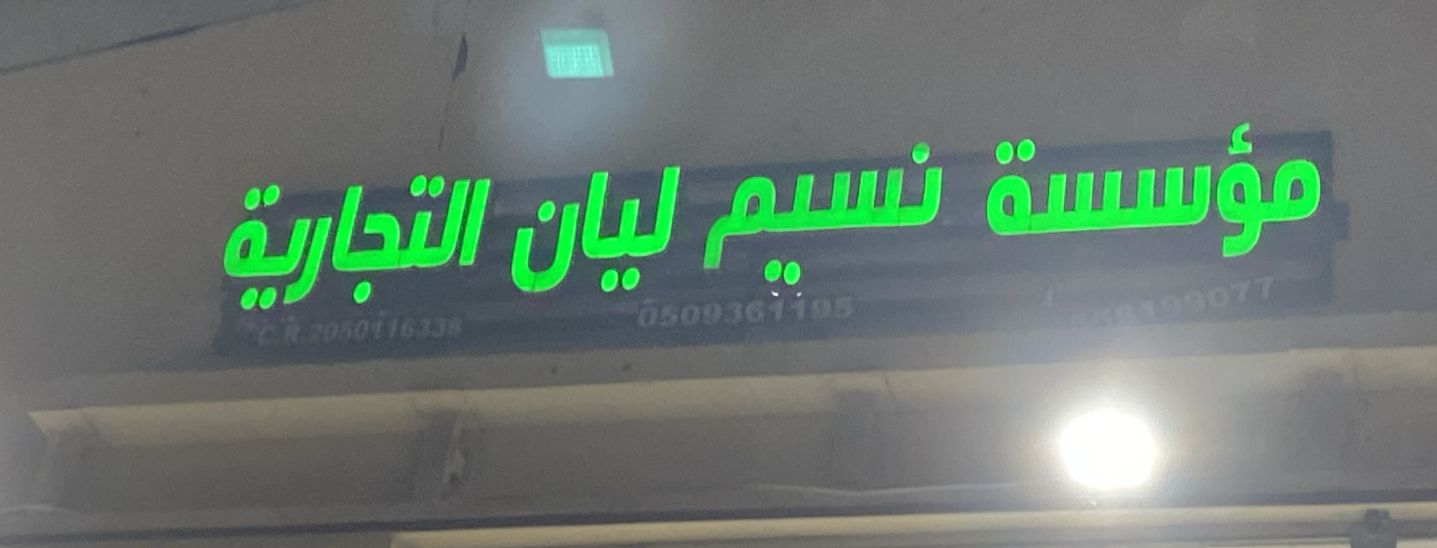 مؤسسة نسيم ليان التجارية
C.R.2050116338 0509361195